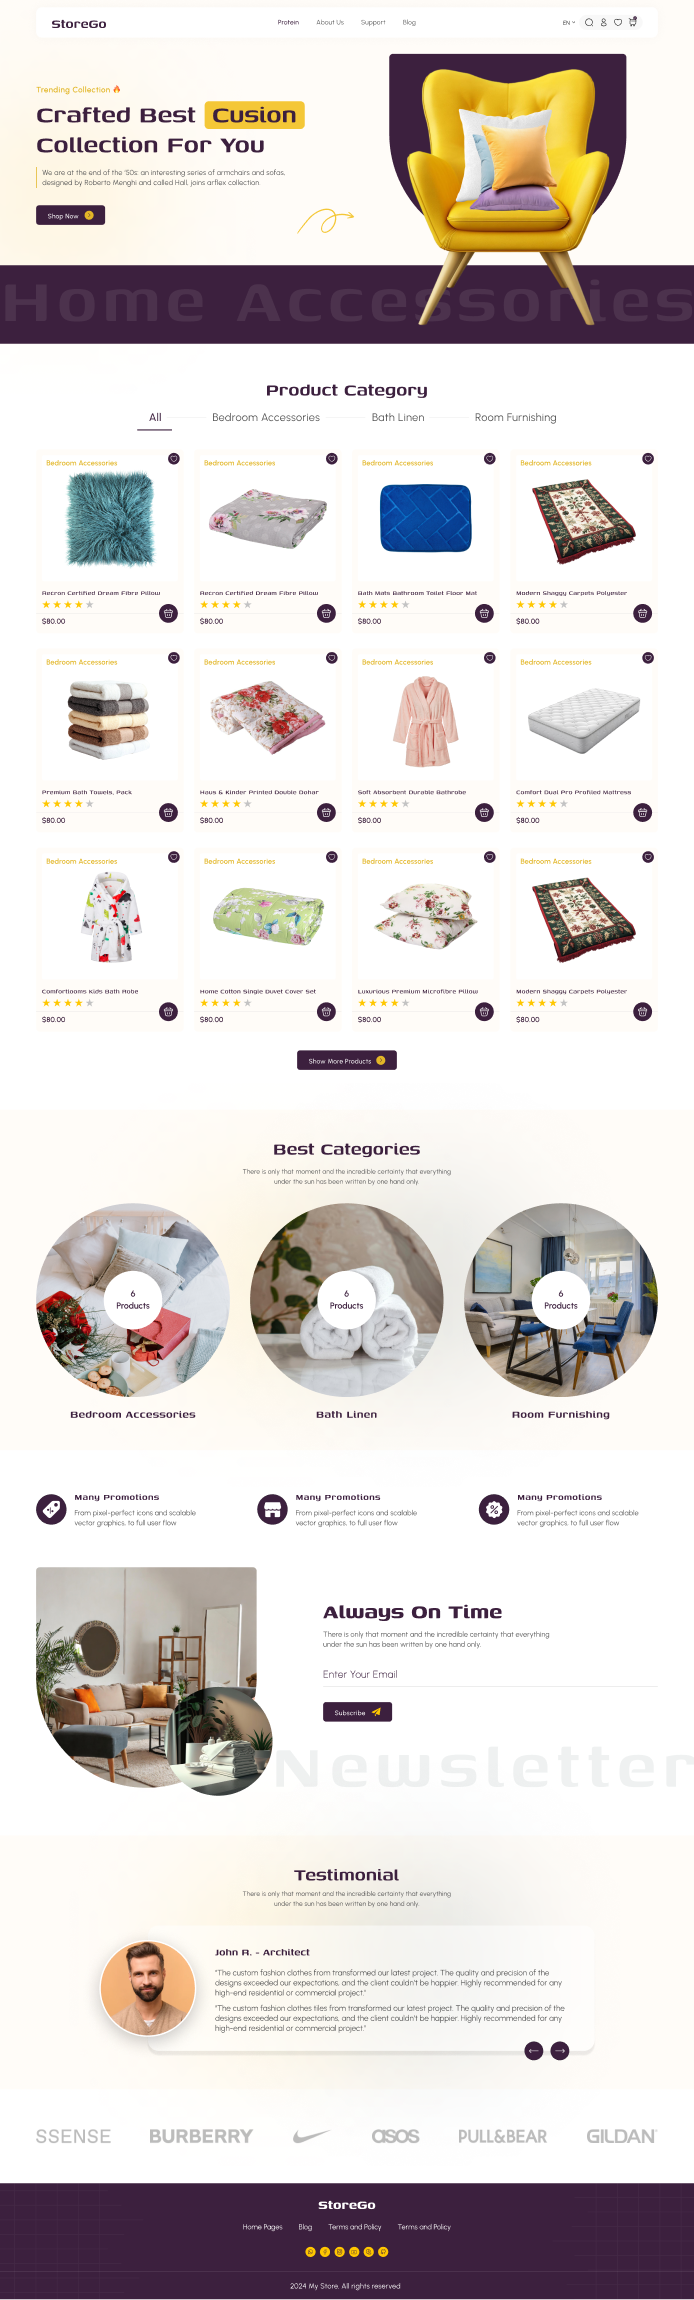 StoreGo
Protein
About Us
Support
Blog
EN
Trending Collection
Crafted Best Cusion
Collection For You
We are at the end of the '50s: an interesting series of armchairs and sofas,
designed by Roberto Menghi and called Hall, joins arflex collection.
Shop Now
Home Accessories
Product Category
All
Bedroom Accessories
Bath Linen
Room Furnishing
Bedroom Accessories
Bedroom Accessories
Bedroom Accessories
Bedroom Accessories
Recron Certified Dream Fibre Pillow
Recron Certified Dream Fibre Pillow
Bath Mats Bathroom Toilet Floor Mat
Modern Shaggy Carpets Polyester
$80.00
$80.00
$80.00
$80.00
Bedroom Accessories
Bedroom Accessories
Bedroom Accessories
Bedroom Accessories
Premium Bath Towels, Pack
Haus & Kinder Printed Double Dohar
Soft Absorbent Durable Bathrobe
Comfort Dual Pro Profiled Mattress
$80.00
$80.00
$80.00
$80.00
Bedroom Accessories
Bedroom Accessories
Bedroom Accessories
Bedroom Accessories
Comfortlooms Kids Bath Robe
Home Cotton Single Duvet Cover Set
Luxurious Premium Microfibre Pillow
Modern Shaggy Carpets Polyester
$80.00
$80.00
$80.00
$80.00
Show More Products
Best Categories
There is only that moment and the incredible certainty that everything
under the sun has been written by one hand only.
6
Products
6
Products
6
Products
Bedroom Accessories
Bath Linen
Room Furnishing
Many Promotions
From pixel-perfect icons and scalable
vector graphics, to full user flow
Many Promotions
From pixel-perfect icons and scalable
vector graphics, to full user flow
Many Promotions
From pixel-perfect icons and scalable
vector graphics, to full user flow
Always On Time
There is only that moment and the incredible certainty that everything
under the sun has been written by one hand only.
Enter Your Email
Subscribe
Newsletter
Testimonial
There is only that moment and the incredible certainty that everything
under the sun has been written by one hand only.
John R. - Architect
"The custom fashion clothes from transformed our latest project. The quality and precision of the
designs exceeded our expectations, and the client couldn't be happier. Highly recommended for any
high-end residential or commercial project."
"The custom fashion clothes tiles from transformed our latest project. The quality and precision of the
designs exceeded our expectations, and the client couldn't be happier. Highly recommended for any
high-end residential or commercial project."
SSENSE
BURBERRY
asos
PULL&BEAR
GILDAN
StoreGo
Home Pages
Blog
Terms and Policy
Terms and Policy
2024 My Store. All rights reserved